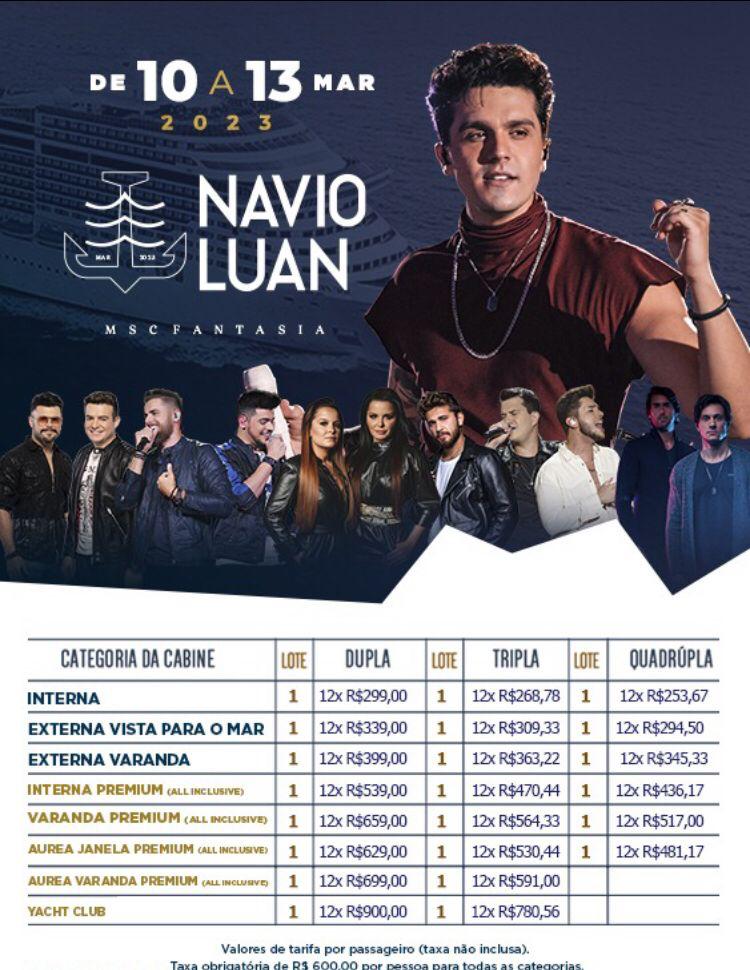 DE 10 A 13 MAR
2023
MAR 2023
NAVIO
LUAN
MSC FANTASIA
CATEGORIA DA CABINE LOTE DUPLA LOTE TRIPLA LOTE QUADRÚPLA
INTERNA 1 12x R$299,00 1 12x R$268,78 1 12x R$253,67
EXTERNA VISTA PARA O MAR 1 12x R$339,00 1 12x R$309,33 1 12x R$294,50
EXTERNA VARANDA 1 12x R$399,00 1 12x R$363,22 1 12x R$345,33
INTERNA PREMIUM (ALL INCLUSIVE) 1 12x R$539,00 1 12x R$470,44 1 12x R$436,17
VARANDA PREMIUM (ALL INCLUSIVE) 1 12x R$659,00 1 12x R$564,33 1 12x R$517,00
AUREA JANELA PREMIUM (ALL INCLUSIVE) 1 12x R$629,00 1 12x R$530,44 1 12x R$481,17
AUREA VARANDA PREMIUM (ALL INCLUSIVE) 1 12x R$699,00 1 12x R$591,00
YACHT CLUB 1 12x R$900,00 1 12x R$780,56
Valores de tarifa por passageiro (taxa não inclusa).
Taxa obrigatória de R$ 600,00 por pessoa para todas as categorias.